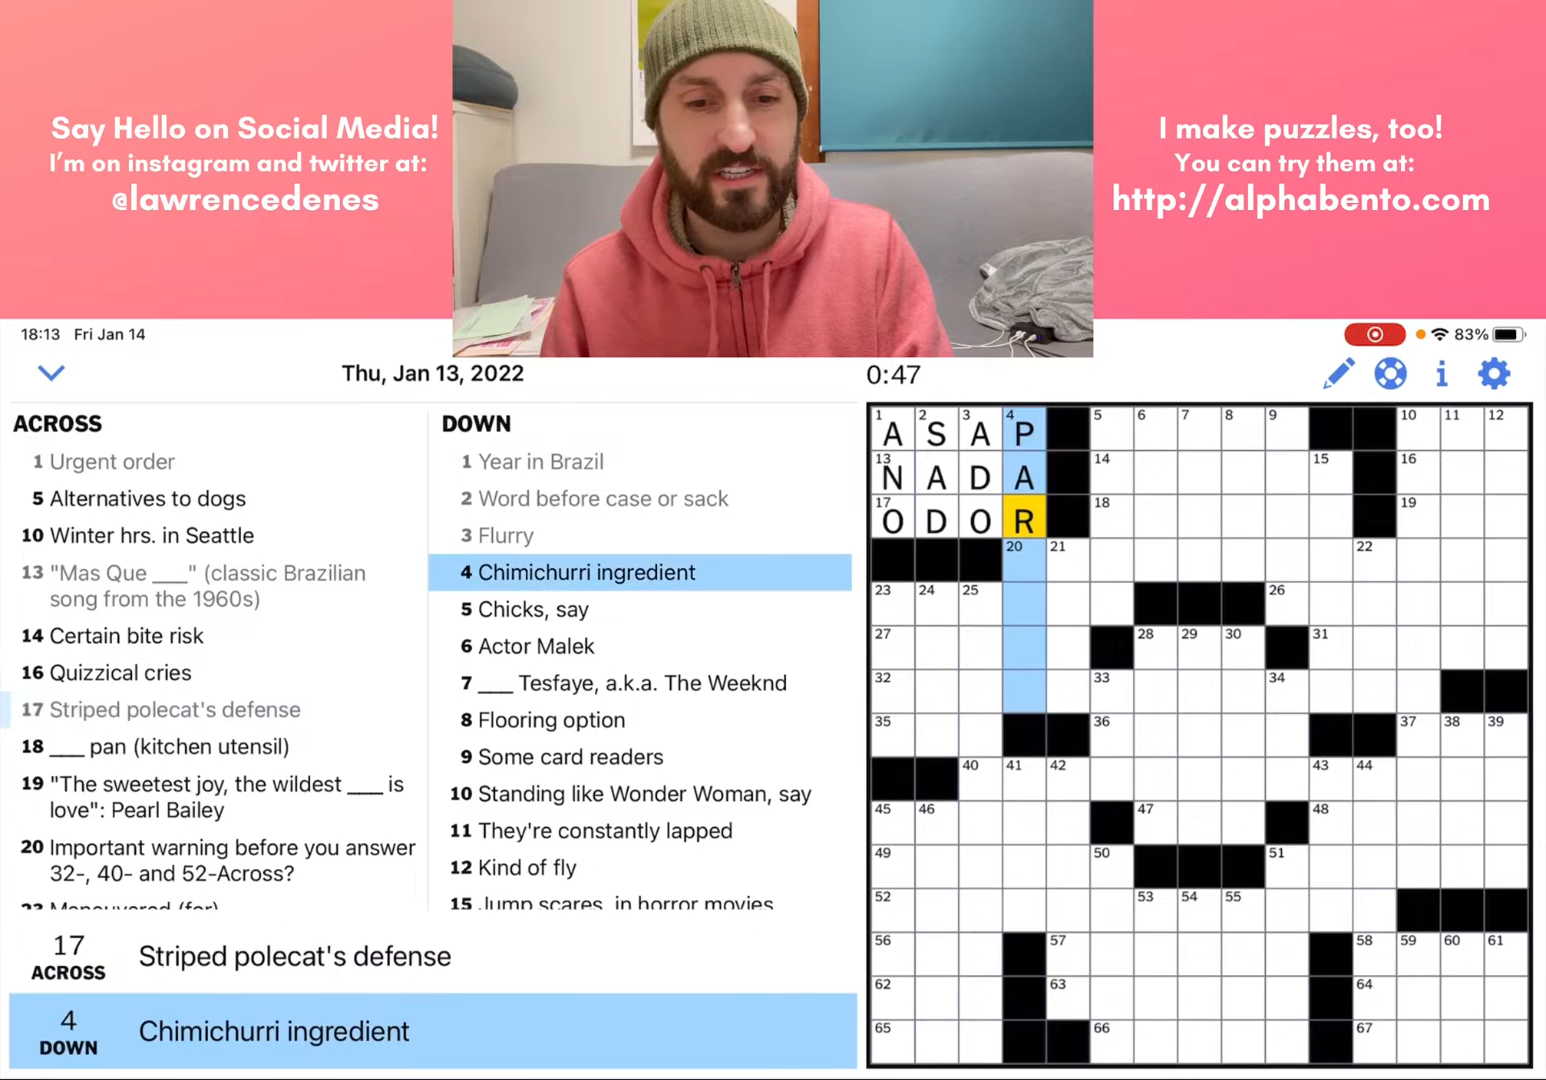 Say Hello on Social Media!
I'm on instagram and twitter at:
@lawrencedenes
I make puzzles, too!
You can try them at:
http://alphabento.com
18:13 Fri Jan 14
83%
Thu, Jan 13, 2022
0:47
ACROSS
1 Urgent order
5 Alternatives to dogs
10 Winter hrs. in Seattle
13 "Mas Que ___" (classic Brazilian
song from the 1960s)
14 Certain bite risk
16 Quizzical cries
17 Striped polecat's defense
18 ___ pan (kitchen utensil)
19 "The sweetest joy, the wildest ___ is
love": Pearl Bailey
20 Important warning before you answer
32-, 40- and 52-Across?
23 Maneuvered (for)
DOWN
1 Year in Brazil
2 Word before case or sack
3 Flurry
4 Chimichurri ingredient
5 Chicks, say
6 Actor Malek
7 ___ Tesfaye, a.k.a. The Weeknd
8 Flooring option
9 Some card readers
10 Standing like Wonder Woman, say
11 They're constantly lapped
12 Kind of fly
15 Jump scares, in horror movies
17 ACROSS Striped polecat's defense
4 DOWN Chimichurri ingredient
1 A 2 S 3 A 4 P 5 6 7 8 9 10 11 12
13 N A D A 14 15 16
17 O D O R 18 19
20 21 22
23 24 25 26
27 28 29 30 31
32 33 34
35 36 37 38 39
40 41 42 43 44
45 46 47 48
49 50 51
52 53 54 55
56 57 58 59 60 61
62 63 64
65 66 67